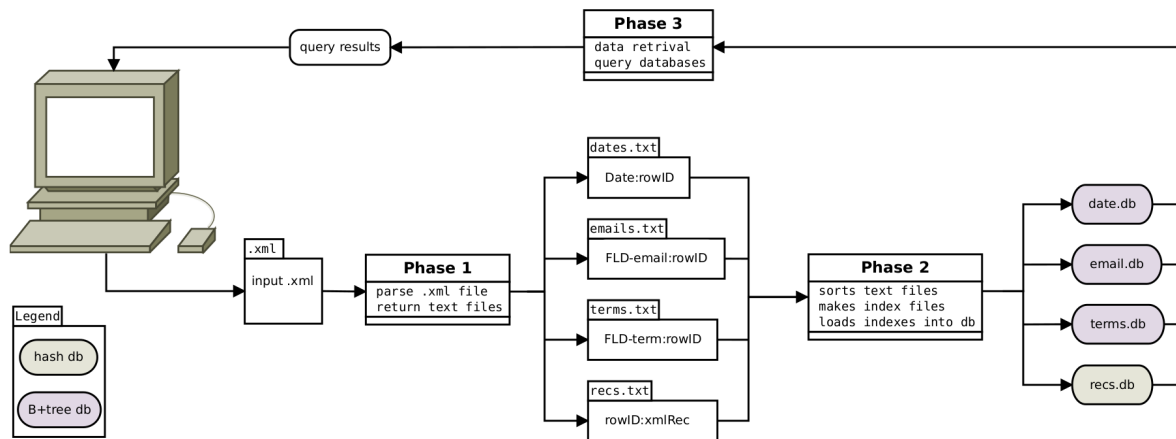 Phase 3
data retrival
query databases
query results
.xml
input .xml
Phase 1
parse .xml file
return text files
dates.txt
Date:rowID
emails.txt
FLD-email:rowID
terms.txt
FLD-term:rowID
recs.txt
rowID:xmlRec
Phase 2
sorts text files
makes index files
loads indexes into db
date.db
email.db
terms.db
recs.db
Legend
hash db
B+tree db